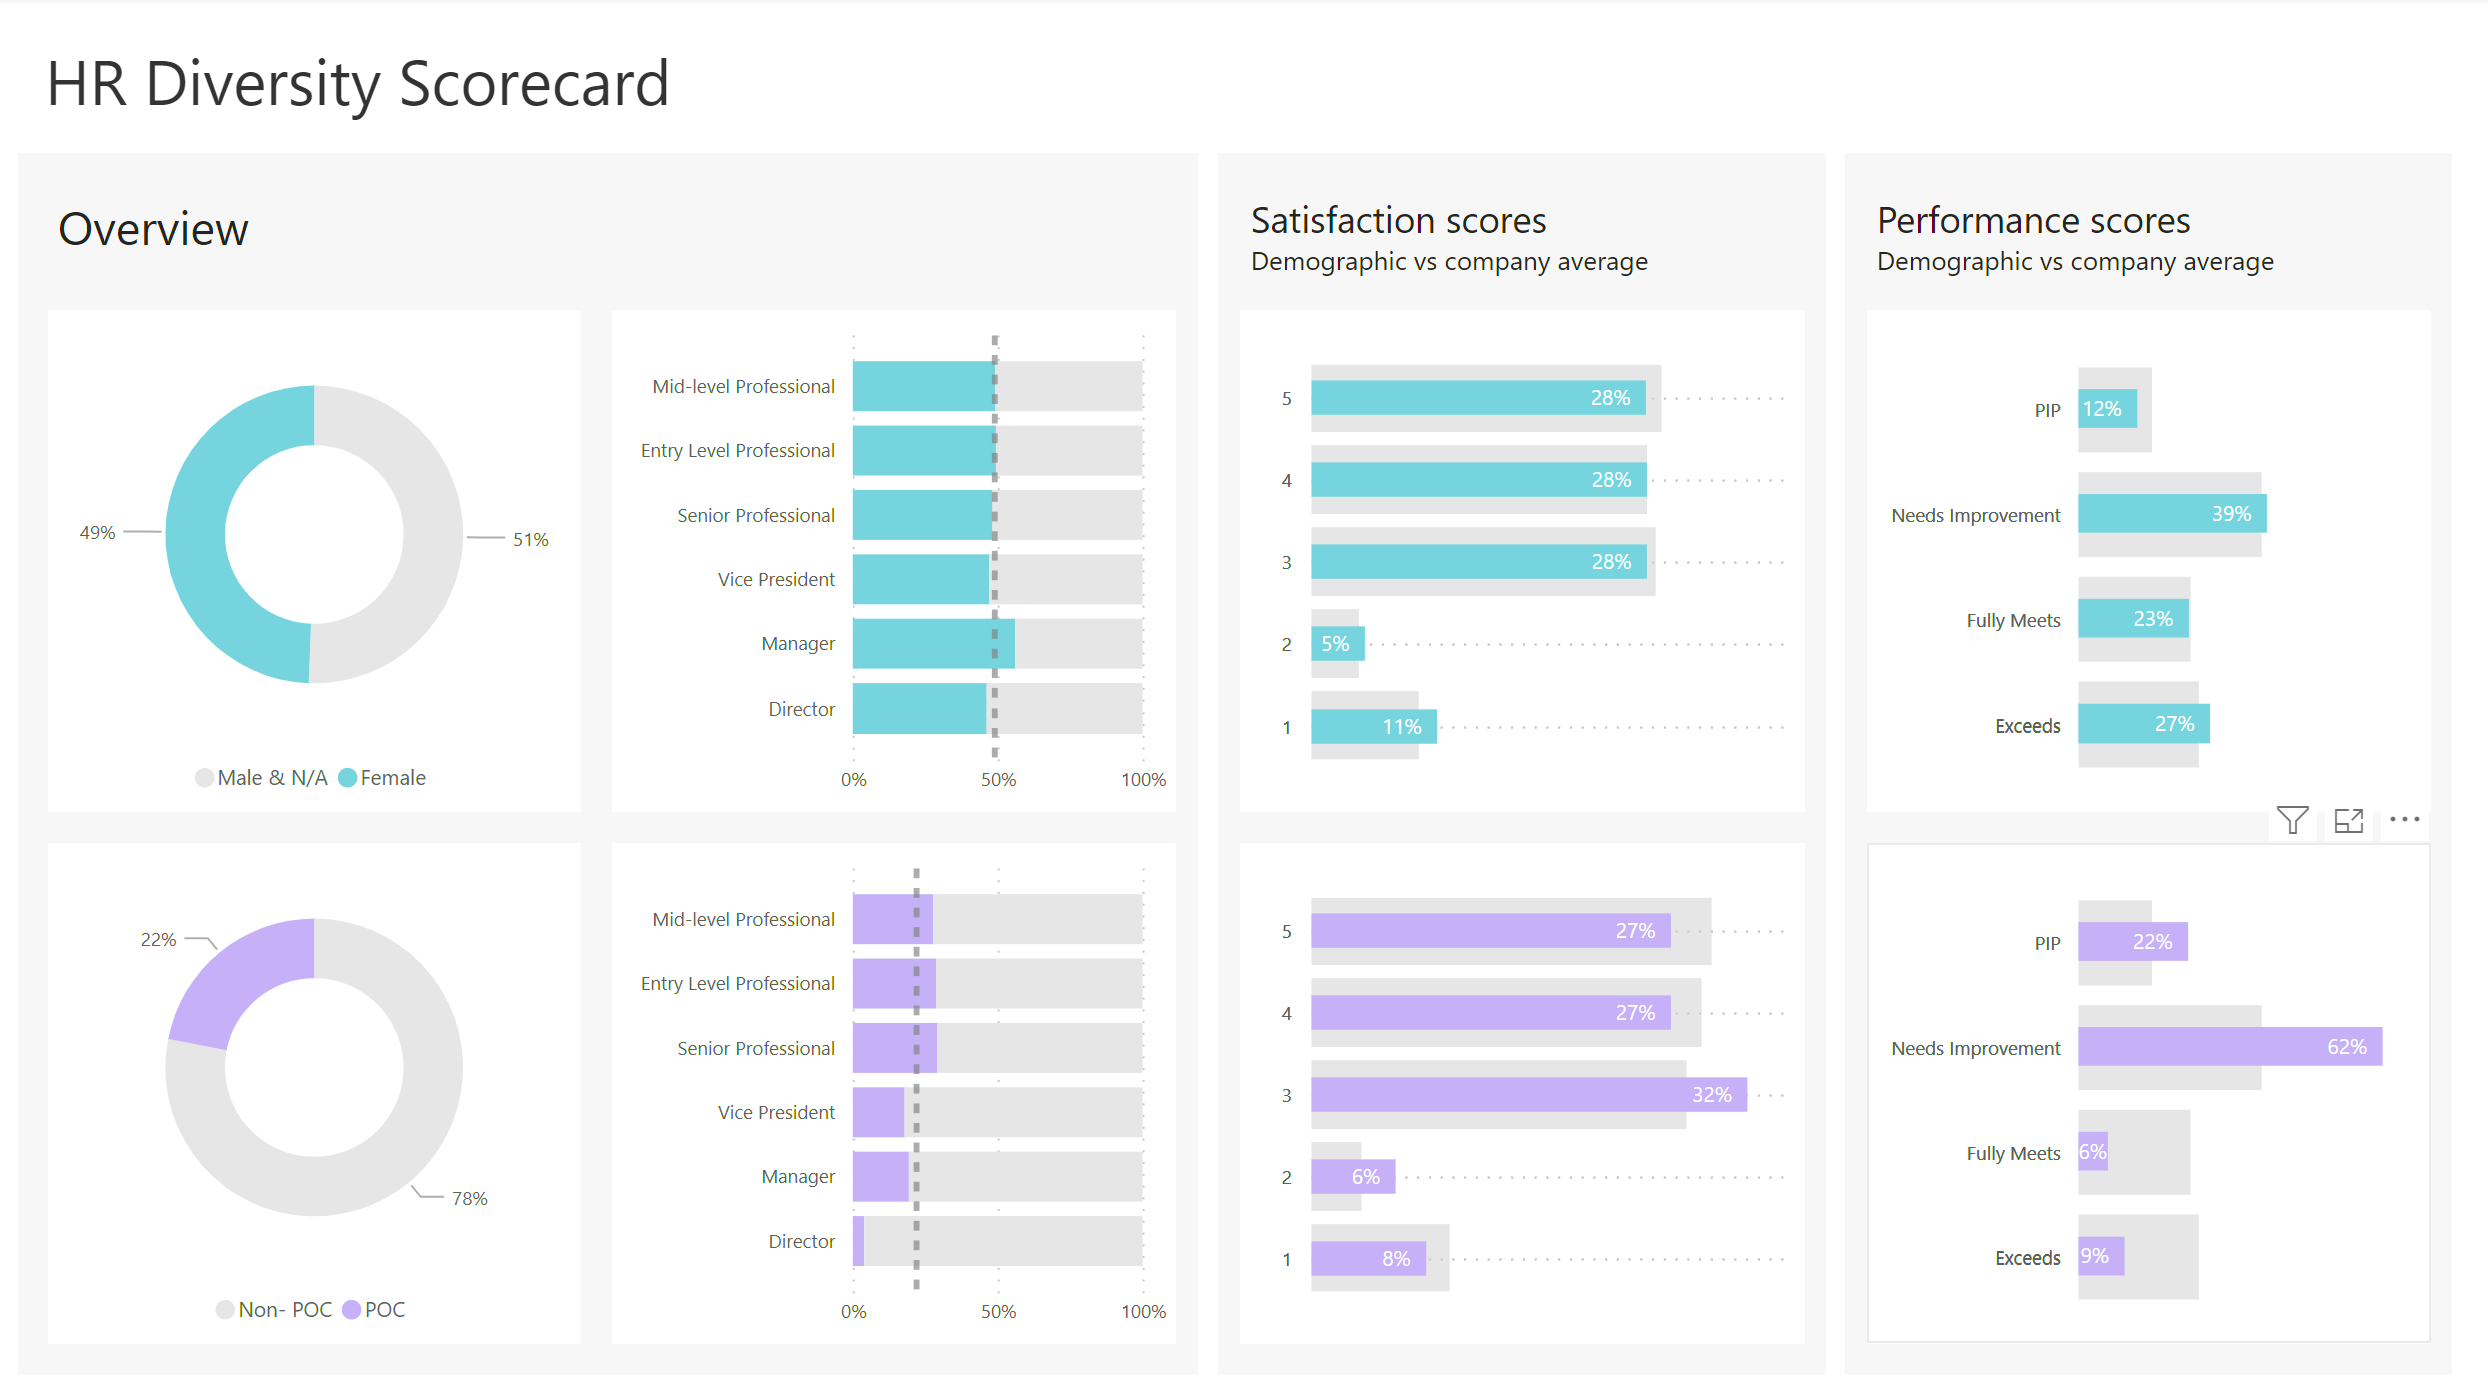 HR Diversity Scorecard
Overview
49%
51%
Male & N/A Female
Mid-level Professional
Entry Level Professional
Senior Professional
Vice President
Manager
Director
0% 50% 100%
22%
78%
Non- POC POC
Mid-level Professional
Entry Level Professional
Senior Professional
Vice President
Manager
Director
0% 50% 100%
Satisfaction scores
Demographic vs company average
5 28%
4 28%
3 28%
2 5%
1 11%
5 27%
4 27%
3 32%
2 6%
1 8%
Performance scores
Demographic vs company average
PIP 12%
Needs Improvement 39%
Fully Meets 23%
Exceeds 27%
PIP 22%
Needs Improvement 62%
Fully Meets 6%
Exceeds 9%